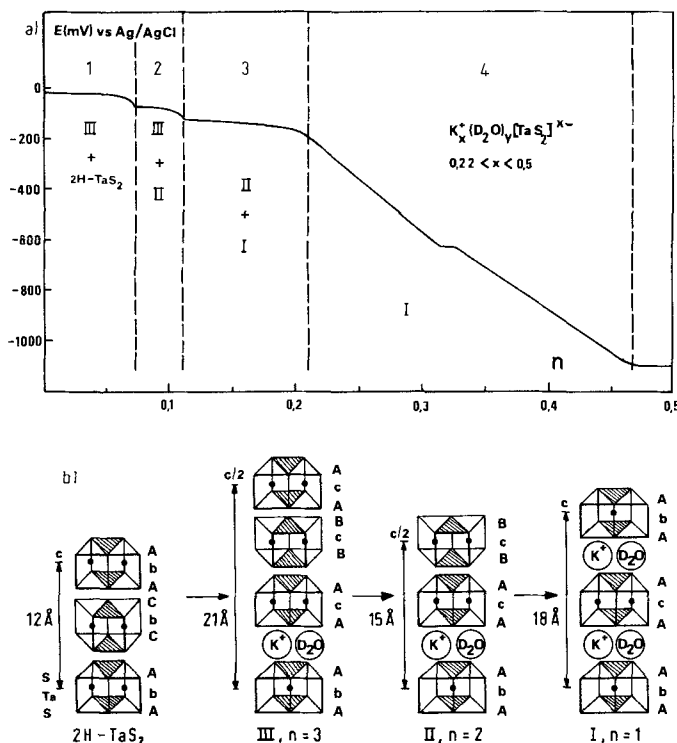 a) E(mV) vs Ag/AgCl
1 2 3 4
0
-200
-400
-600
-800
-1000
III
+
2H-TaS₂
III
+
II
II
+
I
K⁺ₓ(D₂O)ᵧ[TaS₂]ˣ⁻
0,22 < x < 0,5
I
n
0,1 0,2 0,3 0,4 0,5
b)
c
12 Å
A
b
A
C
b
C
A
b
A
S
Ta
S
2H-TaS₂
c/2
21 Å
A
c
A
B
c
B
A
c
A
K⁺ D₂O
A
b
A
III, n=3
c/2
15 Å
B
c
B
A
c
A
K⁺ D₂O
A
b
A
II, n=2
c
18 Å
A
b
A
K⁺ D₂O
A
c
A
K⁺ D₂O
A
b
A
I, n=1